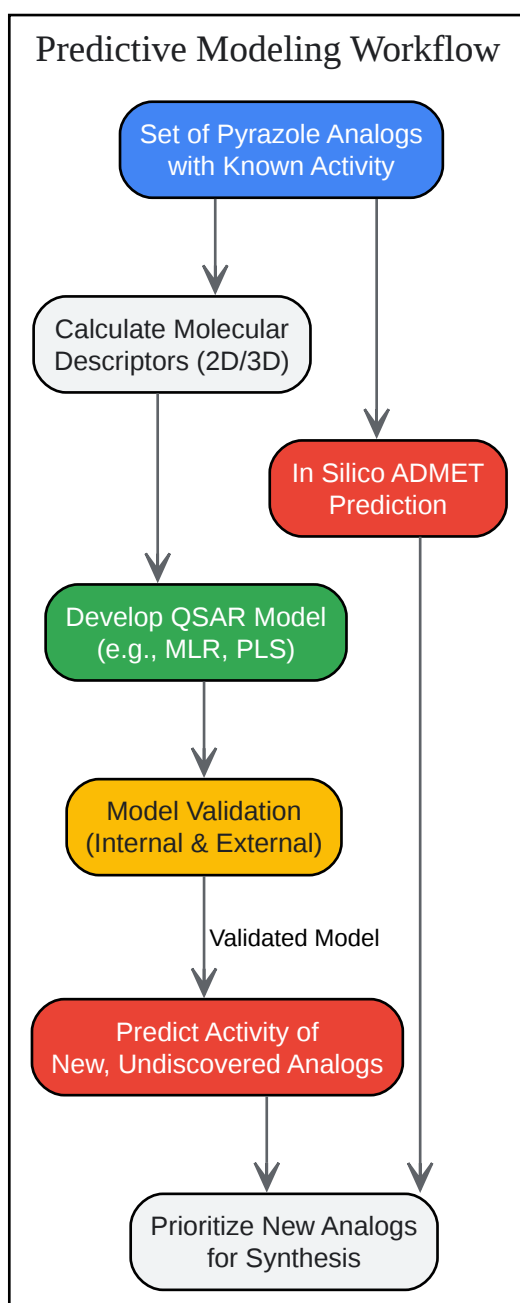 Predictive Modeling Workflow
Set of Pyrazole Analogs
with Known Activity
Calculate Molecular
Descriptors (2D/3D)
In Silico ADMET
Prediction
Develop QSAR Model
(e.g., MLR, PLS)
Model Validation
(Internal & External)
Validated Model
Predict Activity of
New, Undiscovered Analogs
Prioritize New Analogs
for Synthesis